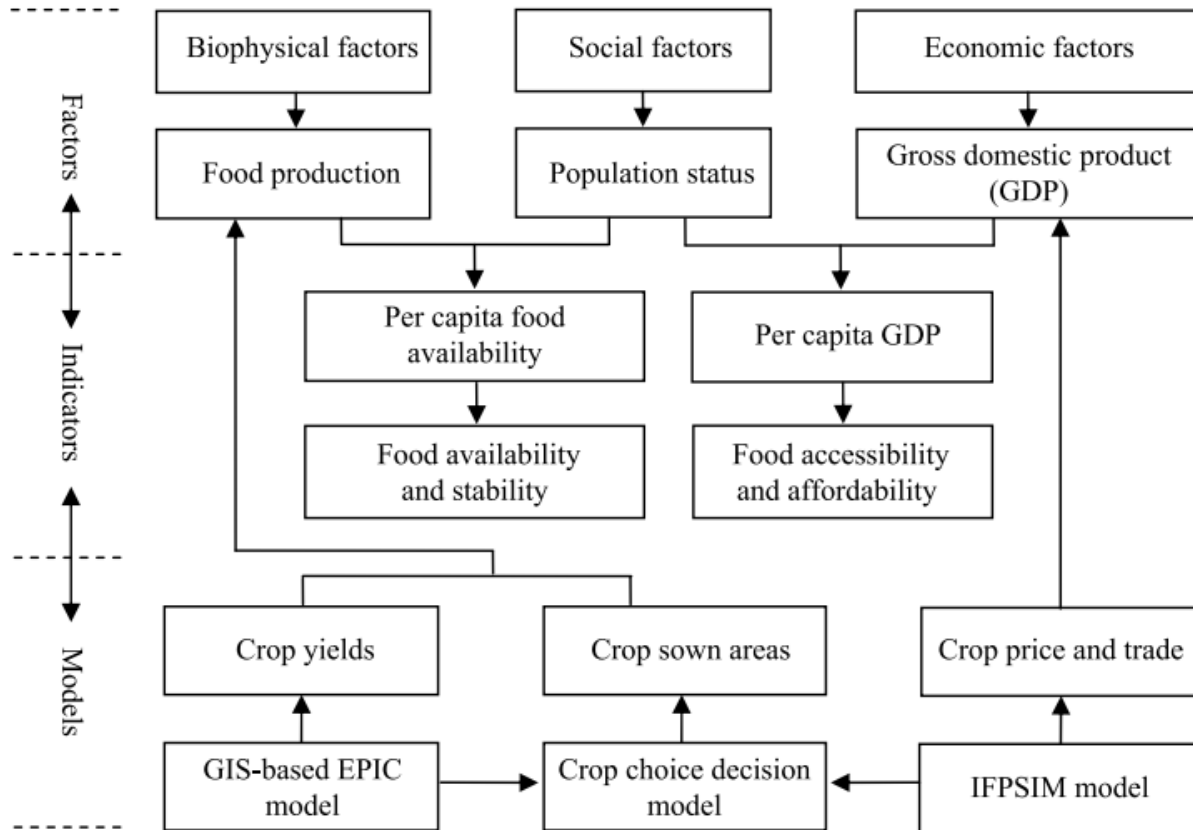 Biophysical factors
Social factors
Economic factors
Factors
Food production
Population status
Gross domestic product
(GDP)
Indicators
Per capita food
availability
Per capita GDP
Food availability
and stability
Food accessibility
and affordability
Models
Crop yields
Crop sown areas
Crop price and trade
GIS-based EPIC
model
Crop choice decision
model
IFPSIM model